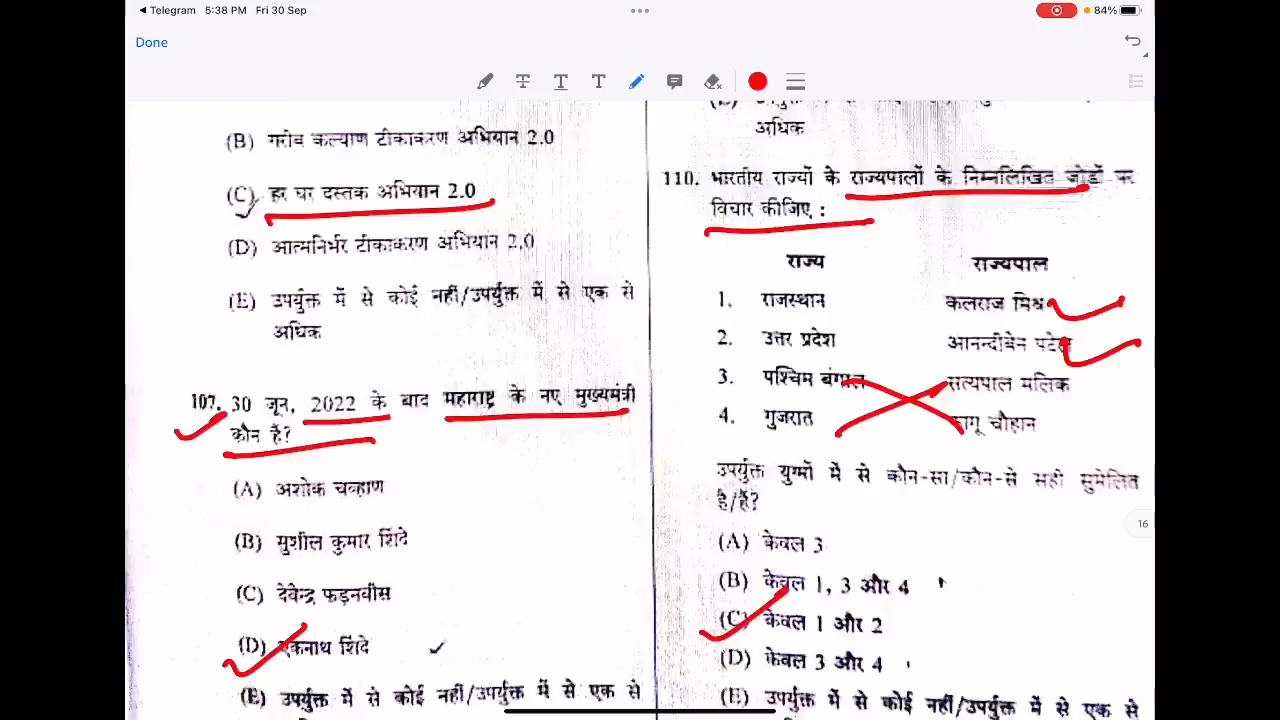 Telegram 5:38 PM Fri 30 Sep
84%
Done
(B) गरीब कल्याण टीकाकरण अभियान 2.0
(C) हर घर दस्तक अभियान 2.0
(D) आत्मनिर्भर टीकाकरण अभियान 2.0
(E) उपर्युक्त में से कोई नहीं/उपर्युक्त में से एक से
अधिक
107. 30 जून, 2022 के बाद महाराष्ट्र के नए मुख्यमंत्री
कौन हैं?
(A) अशोक चव्हाण
(B) सुशील कुमार शिंदे
(C) देवेन्द्र फड़नवीस
(D) एकनाथ शिंदे
(E) उपर्युक्त में से कोई नहीं/उपर्युक्त में से एक से
अधिक
110. भारतीय राज्यों के राज्यपालों के निम्नलिखित जोड़ों पर
विचार कीजिए :
राज्य राज्यपाल
1. राजस्थान कलराज मिश्र
2. उत्तर प्रदेश आनन्दीबेन पटेल
3. पश्चिम बंगाल सत्यपाल मलिक
4. गुजरात फागू चौहान
उपर्युक्त युग्मों में से कौन-सा/कौन-से सही सुमेलित
है/हैं?
(A) केवल 3
(B) केवल 1, 3 और 4
(C) केवल 1 और 2
(D) केवल 3 और 4
(E) उपर्युक्त में से कोई नहीं/उपर्युक्त में से एक से
16